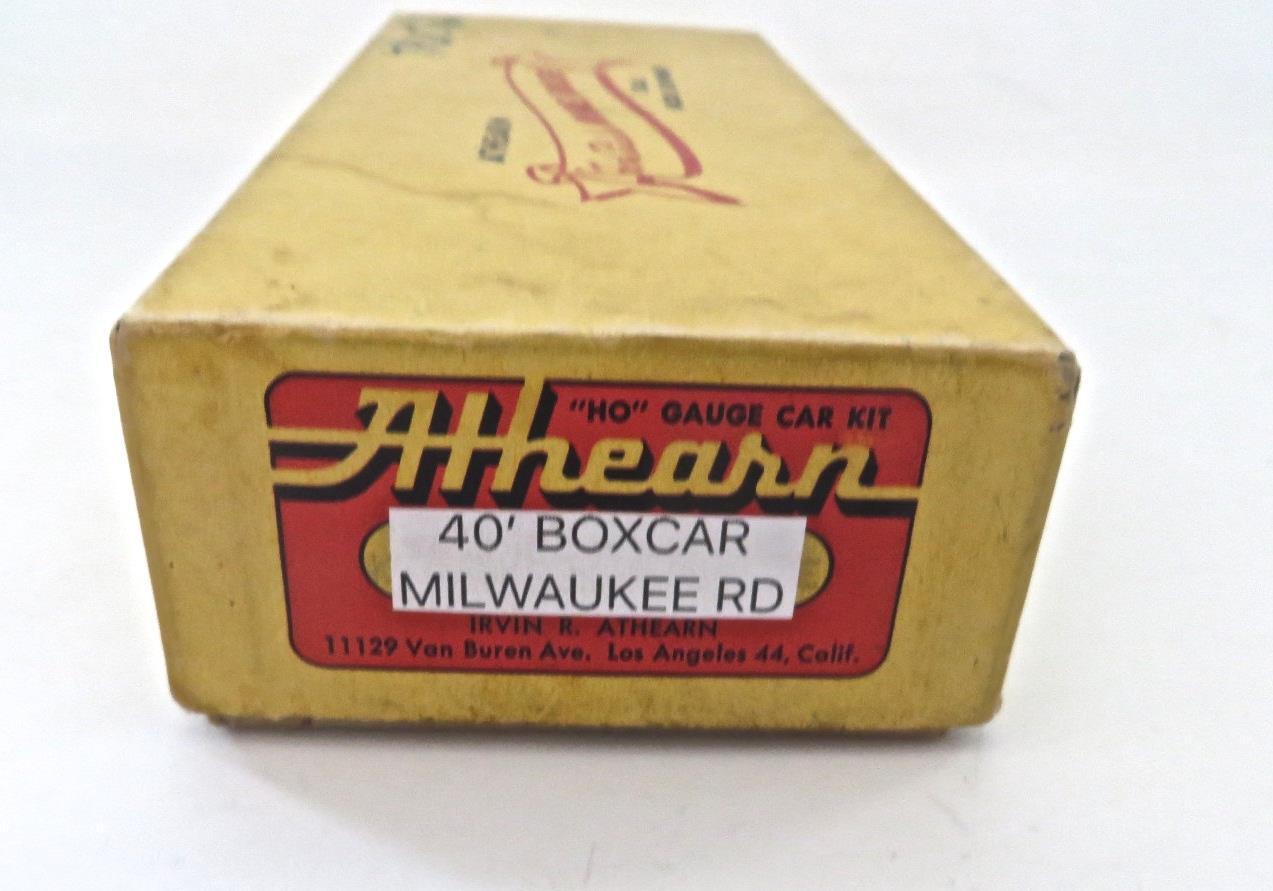 ATHEARN
"HO" GAUGE CAR KIT
Athearn
40' BOXCAR
MILWAUKEE RD
IRVIN R. ATHEARN
11129 Van Buren Ave. Los Angeles 44, Calif.